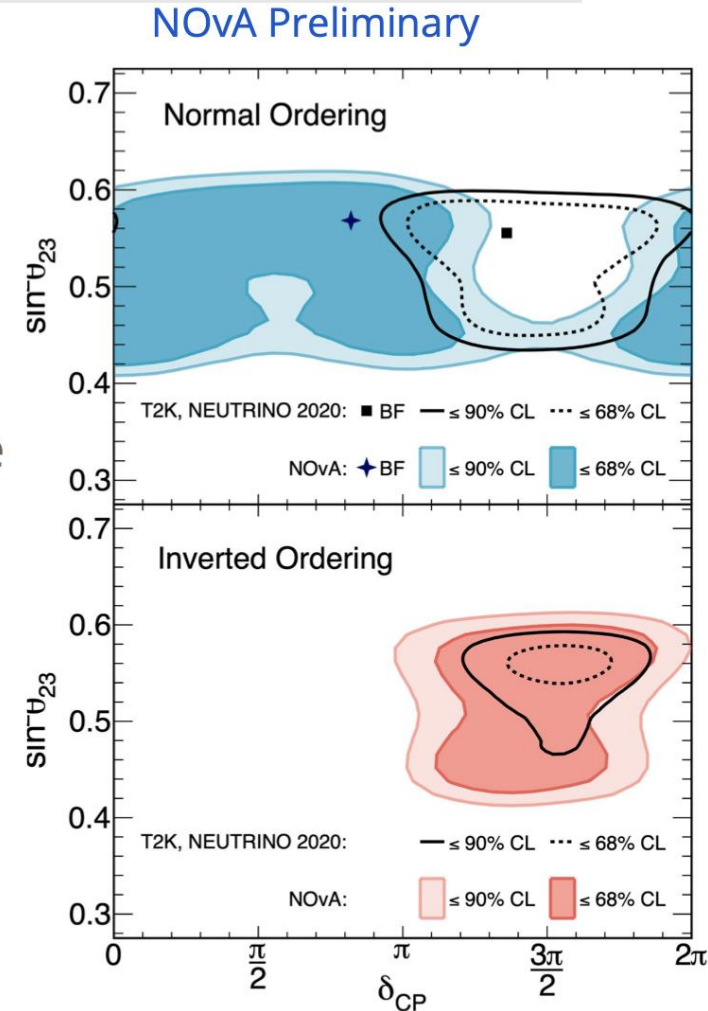 NOvA Preliminary
0.7
Normal Ordering
0.6
0.5
0.4
T2K, NEUTRINO 2020: BF ≤ 90% CL ≤ 68% CL
NOvA: BF ≤ 90% CL ≤ 68% CL
0.3
0.7
Inverted Ordering
0.6
0.5
0.4
T2K, NEUTRINO 2020: ≤ 90% CL ≤ 68% CL
NOvA: ≤ 90% CL ≤ 68% CL
0.3
0 π/2 π 3π/2 2π
δCP